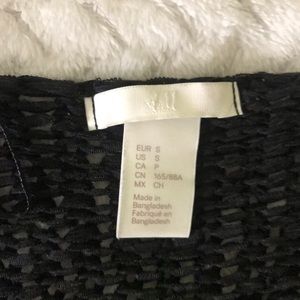 EUR S
US S
CA P
CN 165/88A
MX CH
Made in
Bangladesh
Fabriqué en
Bangladesh